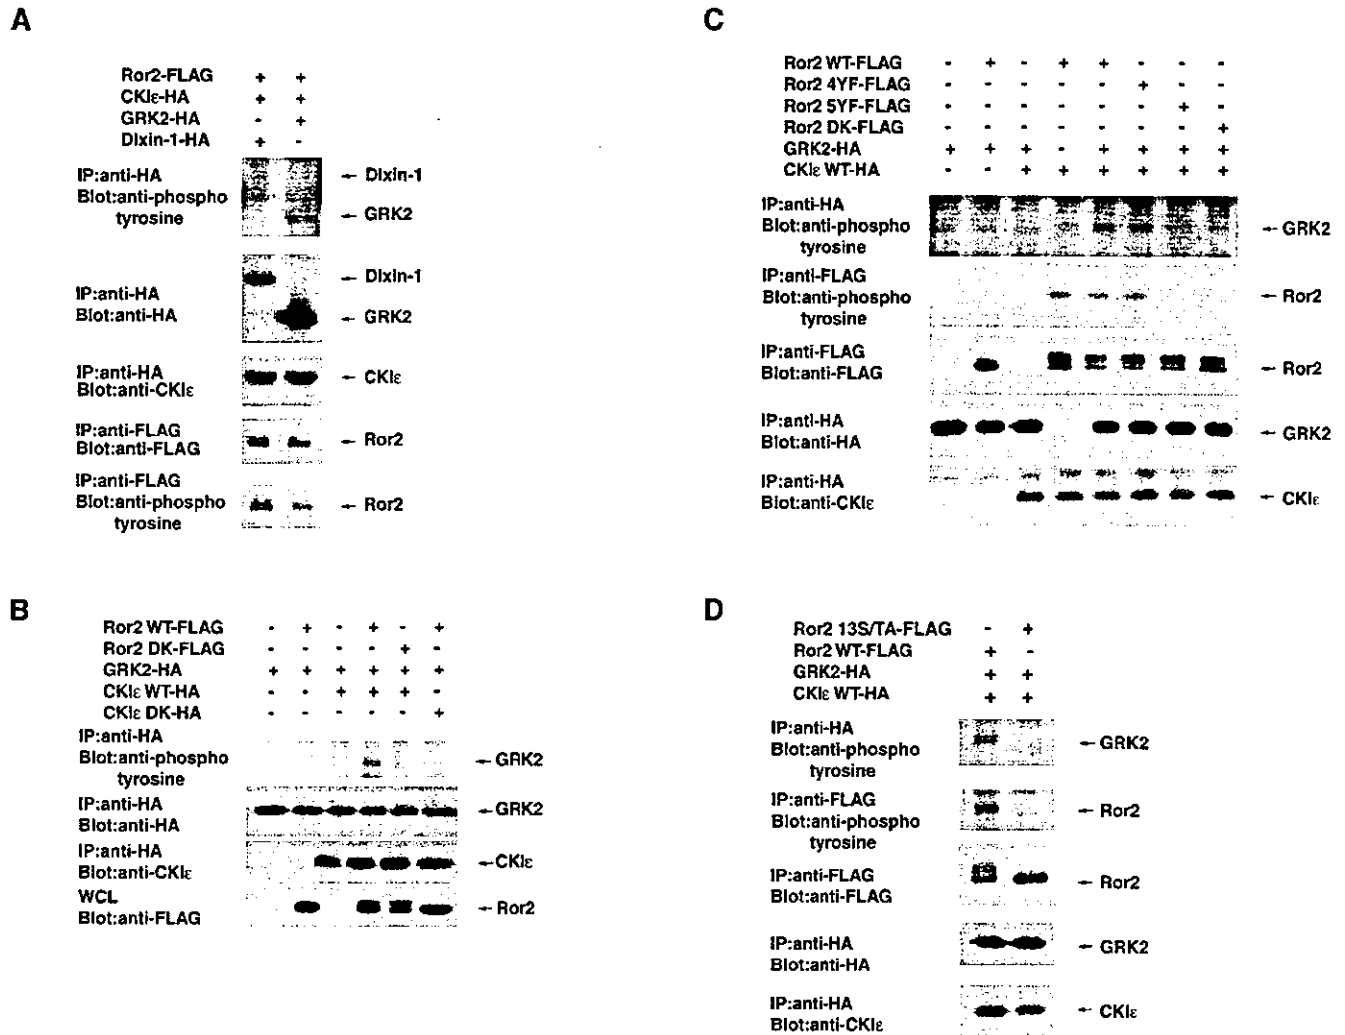 A
Ror2-FLAG + +
CKIε-HA + +
GRK2-HA - +
Dixin-1-HA + -
IP:anti-HA
Blot:anti-phospho
tyrosine
Dixin-1
GRK2
IP:anti-HA
Blot:anti-HA
Dixin-1
GRK2
IP:anti-HA
Blot:anti-CKIε
CKIε
IP:anti-FLAG
Blot:anti-FLAG
Ror2
IP:anti-FLAG
Blot:anti-phospho
tyrosine
Ror2
B
Ror2 WT-FLAG - + - + - +
Ror2 DK-FLAG - - - - + -
GRK2-HA + + + + + +
CKIε WT-HA - - + + + -
CKIε DK-HA - - - - - +
IP:anti-HA
Blot:anti-phospho
tyrosine
GRK2
IP:anti-HA
Blot:anti-HA
GRK2
IP:anti-HA
Blot:anti-CKIε
CKIε
WCL
Blot:anti-FLAG
Ror2
C
Ror2 WT-FLAG - + - + + - - -
Ror2 4YF-FLAG - - - - - + - -
Ror2 5YF-FLAG - - - - - - + -
Ror2 DK-FLAG - - - - - - - +
GRK2-HA + + + - + + + +
CKIε WT-HA - - + + + + + +
IP:anti-HA
Blot:anti-phospho
tyrosine
GRK2
IP:anti-FLAG
Blot:anti-phospho
tyrosine
Ror2
IP:anti-FLAG
Blot:anti-FLAG
Ror2
IP:anti-HA
Blot:anti-HA
GRK2
IP:anti-HA
Blot:anti-CKIε
CKIε
D
Ror2 13S/TA-FLAG - +
Ror2 WT-FLAG + -
GRK2-HA + +
CKIε WT-HA + +
IP:anti-HA
Blot:anti-phospho
tyrosine
GRK2
IP:anti-FLAG
Blot:anti-phospho
tyrosine
Ror2
IP:anti-FLAG
Blot:anti-FLAG
Ror2
IP:anti-HA
Blot:anti-HA
GRK2
IP:anti-HA
Blot:anti-CKIε
CKIε